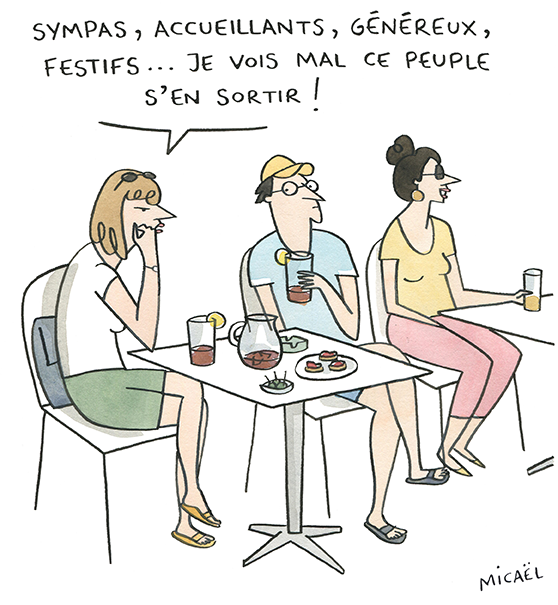 SYMPAS, ACCUEILLANTS, GÉNÉREUX,
FESTIFS... JE VOIS MAL CE PEUPLE
S'EN SORTIR !
MICAËL